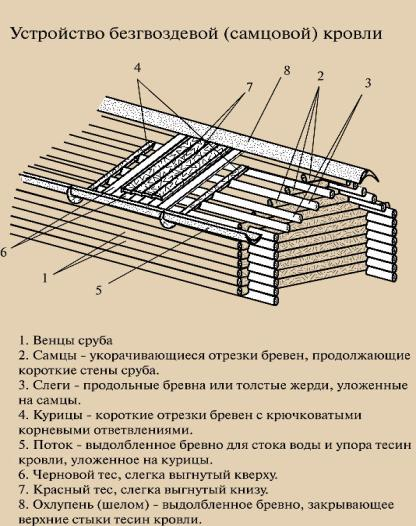 Устройство безгвоздевой (самцовой) кровли
4
7
8
2
3
6
1
5
1. Венцы сруба
2. Самцы - укорачивающиеся отрезки бревен, продолжающие
короткие стены сруба.
3. Слеги - продольные бревна или толстые жерди, уложенные
на самцы.
4. Курицы - короткие отрезки бревен с крючковатыми
корневыми ответвлениями.
5. Поток - выдолбленное бревно для стока воды и упора тесин
кровли, уложенное на курицы.
6. Черновой тес, слегка выгнутый кверху.
7. Красный тес, слегка выгнутый книзу.
8. Охлупень (шелом) - выдолбленное бревно, закрывающее
верхние стыки тесин кровли.